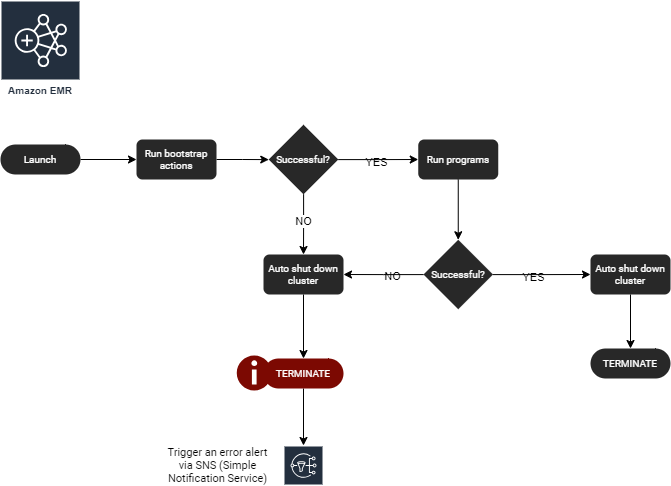 Amazon EMR
Launch
Run bootstrap
actions
Successful?
YES
Run programs
NO
Auto shut down
cluster
NO
Successful?
YES
Auto shut down
cluster
TERMINATE
i TERMINATE
Trigger an error alert
via SNS (Simple
Notification Service)